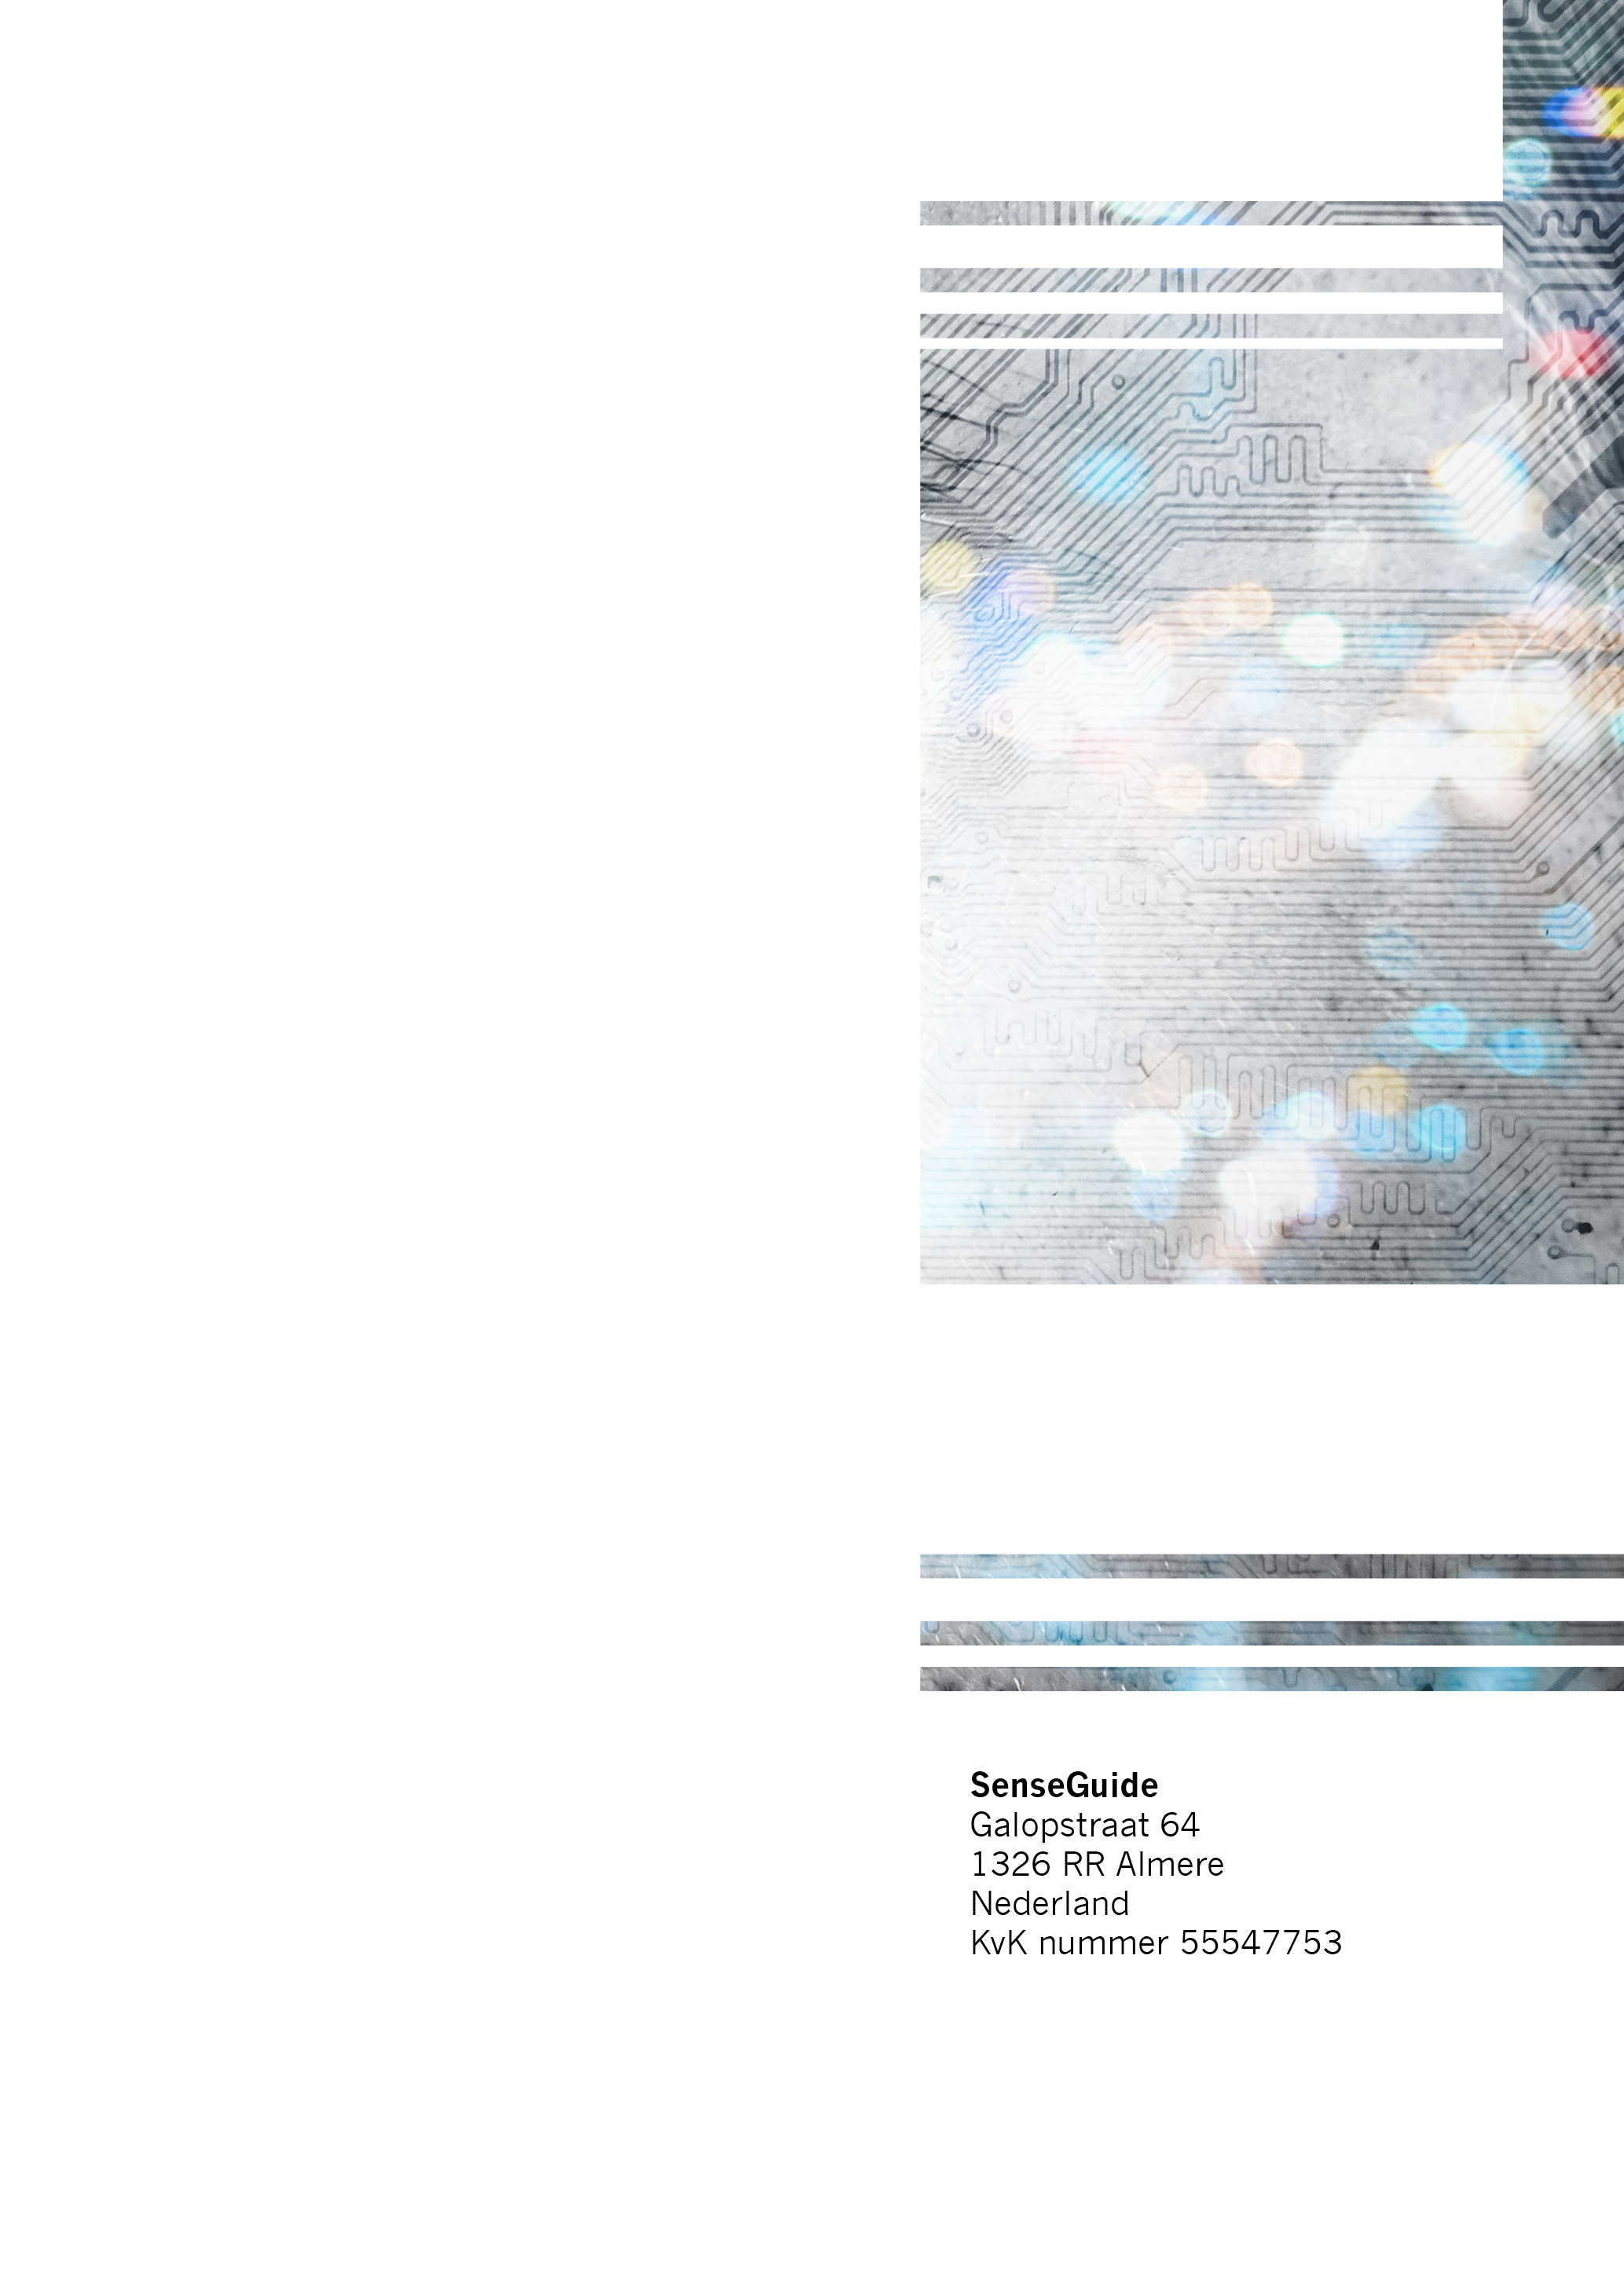 SenseGuide
Galopstraat 64
1326 RR Almere
Nederland
KvK nummer 55547753